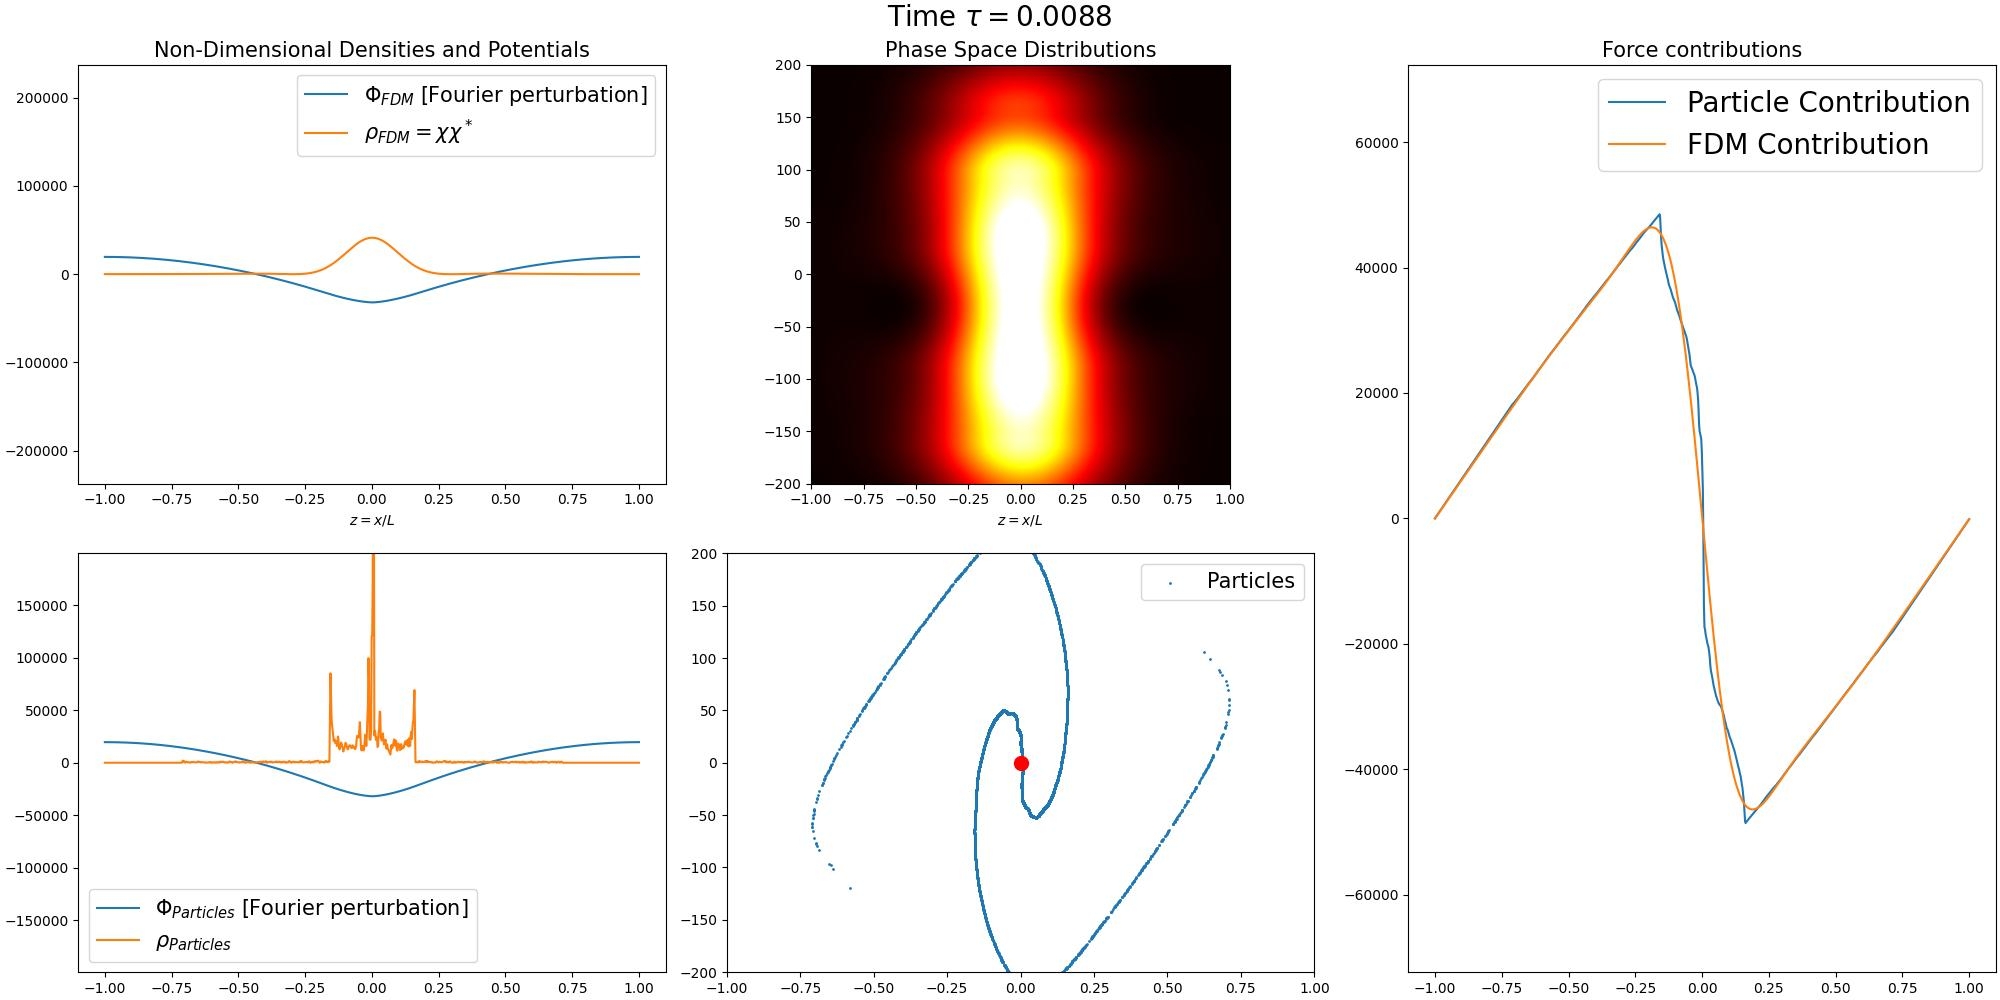 Time τ = 0.0088
Non-Dimensional Densities and Potentials
Φ_FDM [Fourier perturbation]
ρ_FDM = χχ*
200000
100000
0
−100000
−200000
−1.00 −0.75 −0.50 −0.25 0.00 0.25 0.50 0.75 1.00
z = x/L
Phase Space Distributions
200
150
100
50
0
−50
−100
−150
−200
−1.00 −0.75 −0.50 −0.25 0.00 0.25 0.50 0.75 1.00
z = x/L
Force contributions
Particle Contribution
FDM Contribution
60000
40000
20000
0
−20000
−40000
−60000
−1.00 −0.75 −0.50 −0.25 0.00 0.25 0.50 0.75 1.00
150000
100000
50000
0
−50000
−100000
−150000
Φ_Particles [Fourier perturbation]
ρ_Particles
−1.00 −0.75 −0.50 −0.25 0.00 0.25 0.50 0.75 1.00
Particles
200
150
100
50
0
−50
−100
−150
−200
−1.00 −0.75 −0.50 −0.25 0.00 0.25 0.50 0.75 1.00